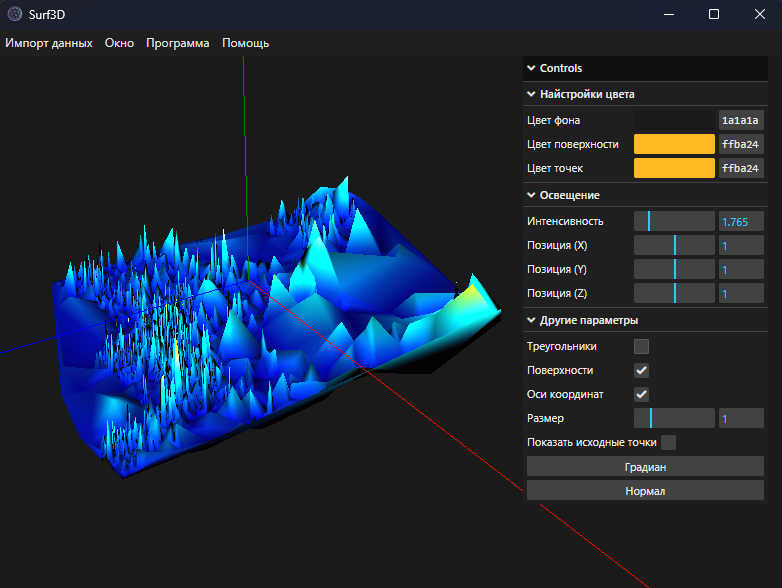 Surf3D
Импорт данных Окно Программа Помощь
Controls
Найстройки цвета
Цвет фона 1a1a1a
Цвет поверхности ffba24
Цвет точек ffba24
Освещение
Интенсивность 1.765
Позиция (X) 1
Позиция (Y) 1
Позиция (Z) 1
Другие параметры
Треугольники
Поверхности
Оси координат
Размер 1
Показать исходные точки
Градиан
Нормал